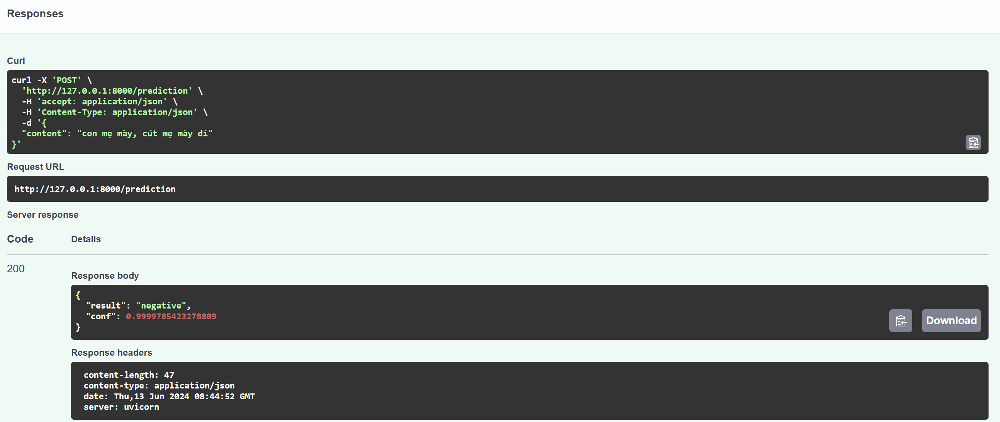 Responses
Curl
curl -X 'POST' \
'http://127.0.0.1:8000/prediction' \
-H 'accept: application/json' \
-H 'Content-Type: application/json' \
-d '{
"content": "con mẹ mày, cút mẹ mày đi"
}'
Request URL
http://127.0.0.1:8000/prediction
Server response
Code Details
200
Response body
{
"result": "negative",
"conf": 0.9999785423278809
}
Download
Response headers
content-length: 47
content-type: application/json
date: Thu,13 Jun 2024 08:44:52 GMT
server: uvicorn